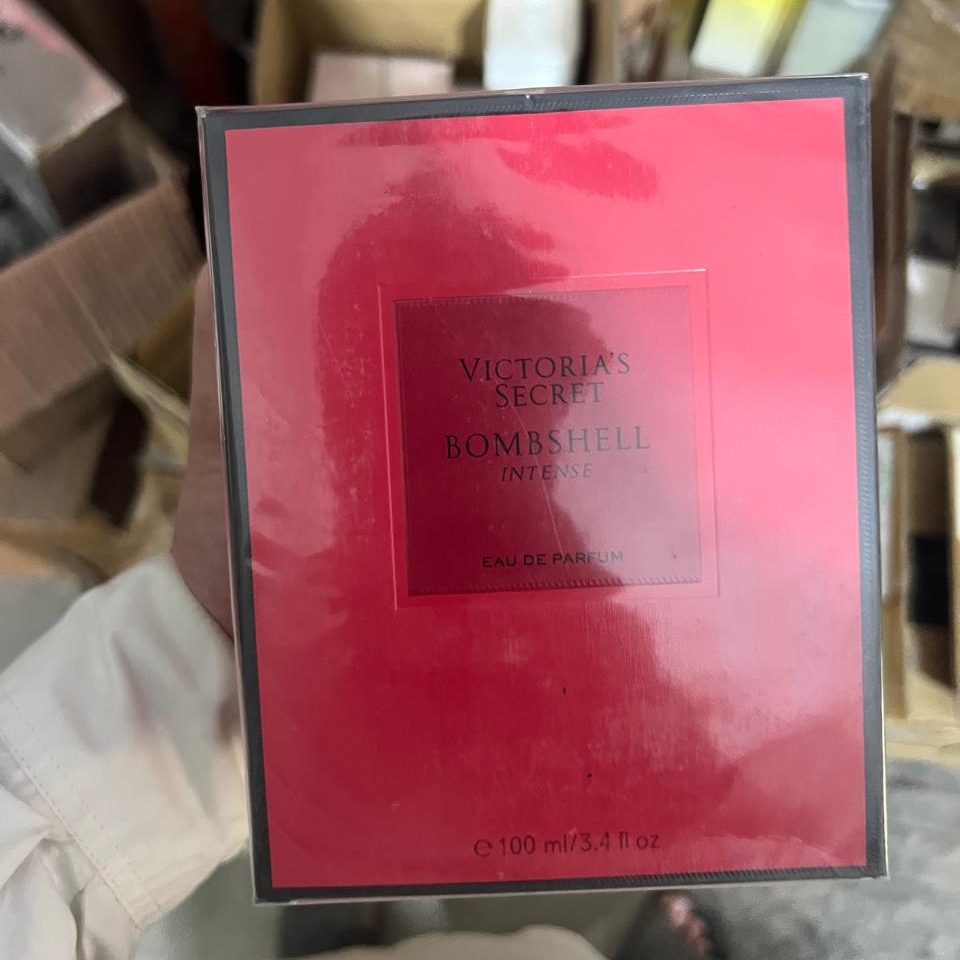 VICTORIA'S
SECRET
BOMBSHELL
INTENSE
EAU DE PARFUM
℮ 100 ml/3.4 fl oz